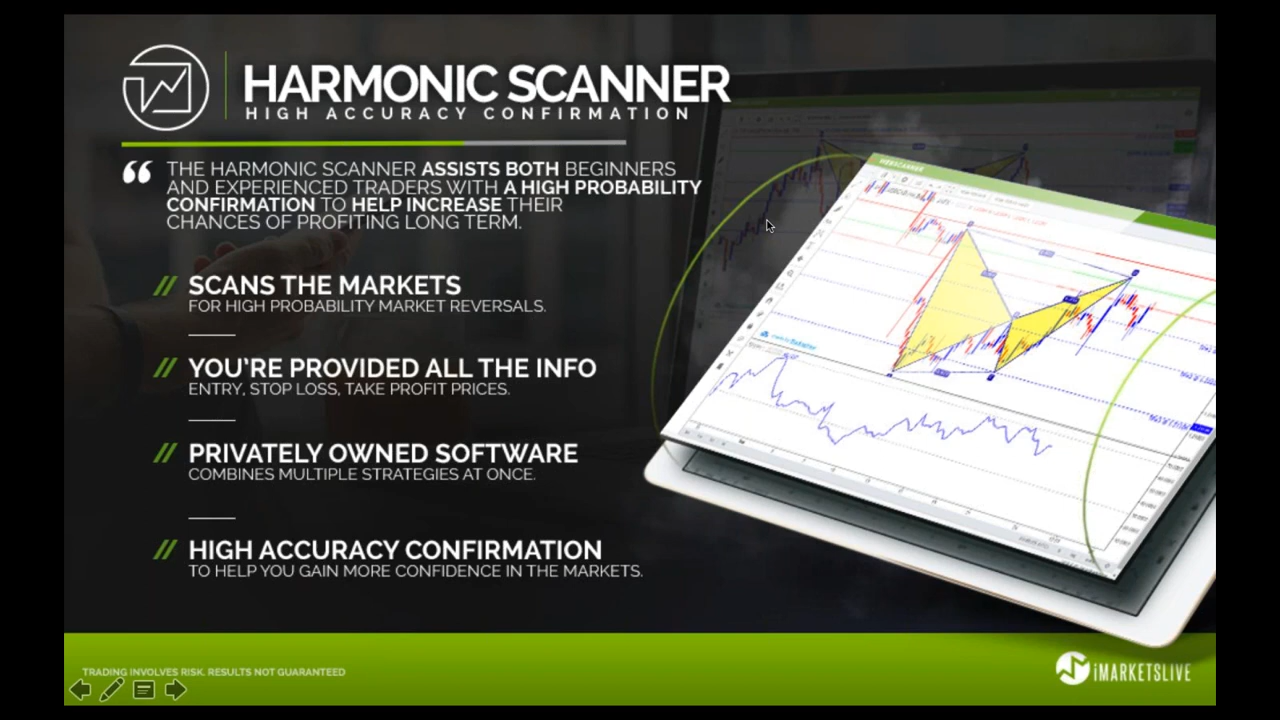 HARMONIC SCANNER
HIGH ACCURACY CONFIRMATION
“ THE HARMONIC SCANNER ASSISTS BOTH BEGINNERS
AND EXPERIENCED TRADERS WITH A HIGH PROBABILITY
CONFIRMATION TO HELP INCREASE THEIR
CHANCES OF PROFITING LONG TERM.
// SCANS THE MARKETS
FOR HIGH PROBABILITY MARKET REVERSALS.
// YOU'RE PROVIDED ALL THE INFO
ENTRY, STOP LOSS, TAKE PROFIT PRICES.
// PRIVATELY OWNED SOFTWARE
COMBINES MULTIPLE STRATEGIES AT ONCE.
// HIGH ACCURACY CONFIRMATION
TO HELP YOU GAIN MORE CONFIDENCE IN THE MARKETS.
WEBSCANNER
TRADING INVOLVES RISK. RESULTS NOT GUARANTEED
iMARKETSLIVE